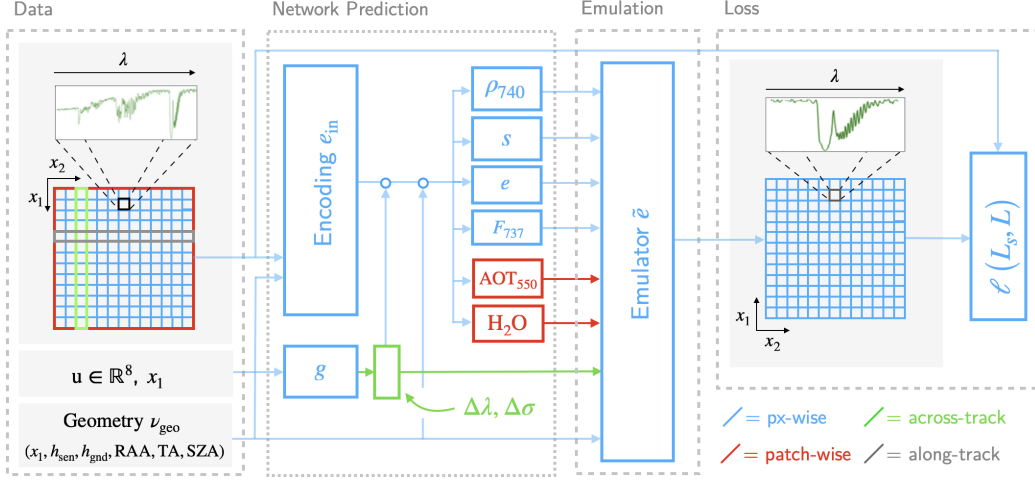 Data
Network Prediction
Emulation
Loss
λ
x₂
x₁
u ∈ ℝ⁸, x₁
Geometry ν_geo
(x₁, h_sen, h_gnd, RAA, TA, SZA)
Encoding e_in
g
Δλ, Δσ
ρ₇₄₀
s
e
F₇₃₇
AOT₅₅₀
H₂O
Emulator ẽ
λ
x₁
x₂
ℓ (L_s, L)
= px-wise
= across-track
= patch-wise
= along-track